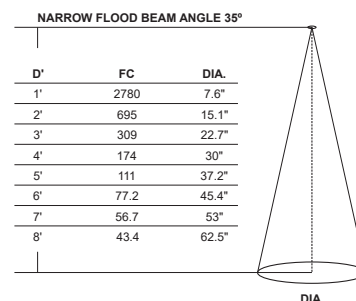 NARROW FLOOD BEAM ANGLE 35º
D' FC DIA.
1' 2780 7.6"
2' 695 15.1"
3' 309 22.7"
4' 174 30"
5' 111 37.2"
6' 77.2 45.4"
7' 56.7 53"
8' 43.4 62.5"
DIA.